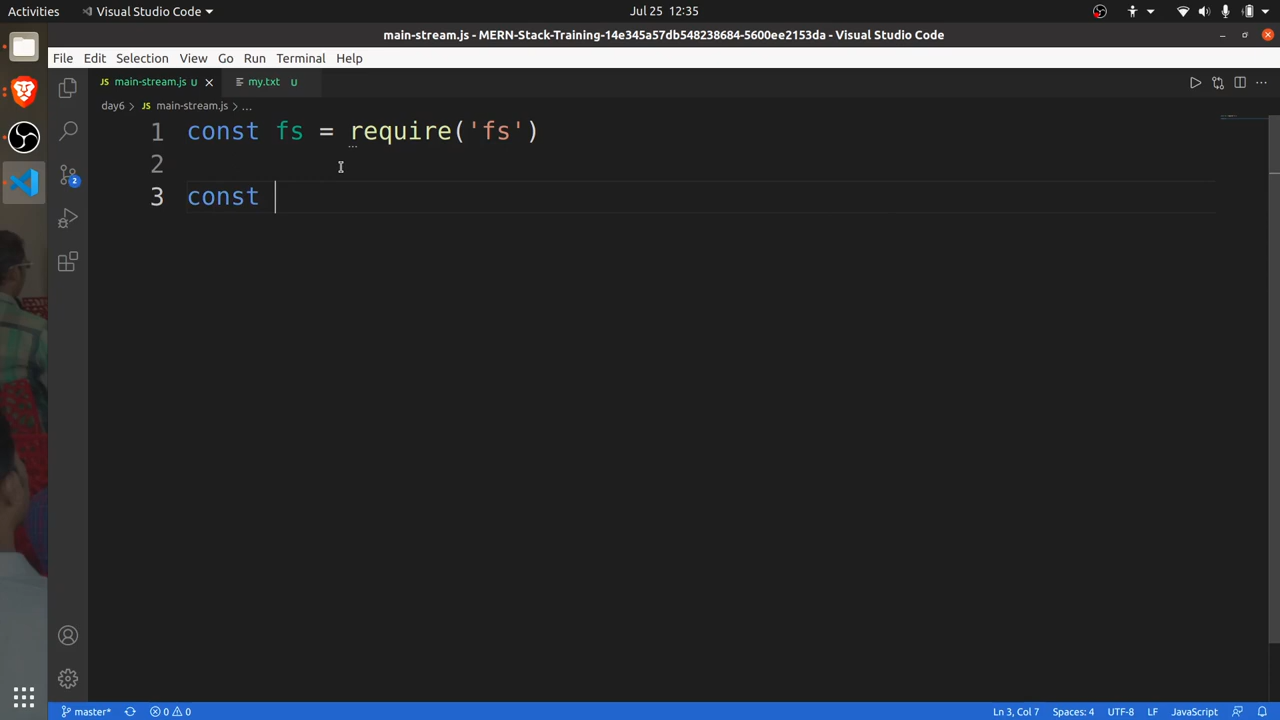 Activities
Visual Studio Code
Jul 25 12:35
main-stream.js - MERN-Stack-Training-14e345a57db548238684-5600ee2153da - Visual Studio Code
File Edit Selection View Go Run Terminal Help
JS main-stream.js U
my.txt U
day6 > JS main-stream.js > ...
1 const fs = require('fs')
2
3 const
2
master*
0 0
Ln 3, Col 7
Spaces: 4
UTF-8
LF
JavaScript